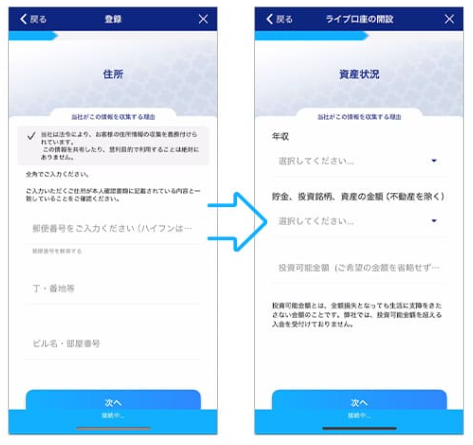 戻る
登録
住所
当社がこの情報を収集する理由
当社は法令により、お客様の住所情報の収集を義務付けら
れています。
この情報を共有したり、営利目的で利用することは絶対に
ありません。
全角でご入力ください。
ご入力いただくご住所が本人確認書類に記載されている内容と一
致していることをご確認ください。
郵便番号をご入力ください（ハイフンは…
郵便番号を検索する
丁・番地等
ビル名・部屋番号
次へ
接続中...
戻る
ライブ口座の開設
資産状況
当社がこの情報を収集する理由
年収
選択してください...
貯金、投資銘柄、資産の金額（不動産を除く）
選択してください...
投資可能金額（ご希望の金額を省略せず…
投資可能金額とは、全額損失となっても生活に支障をきた
さない金額のことです。弊社では、投資可能金額を超える
入金を受付けておりません。
次へ
接続中...